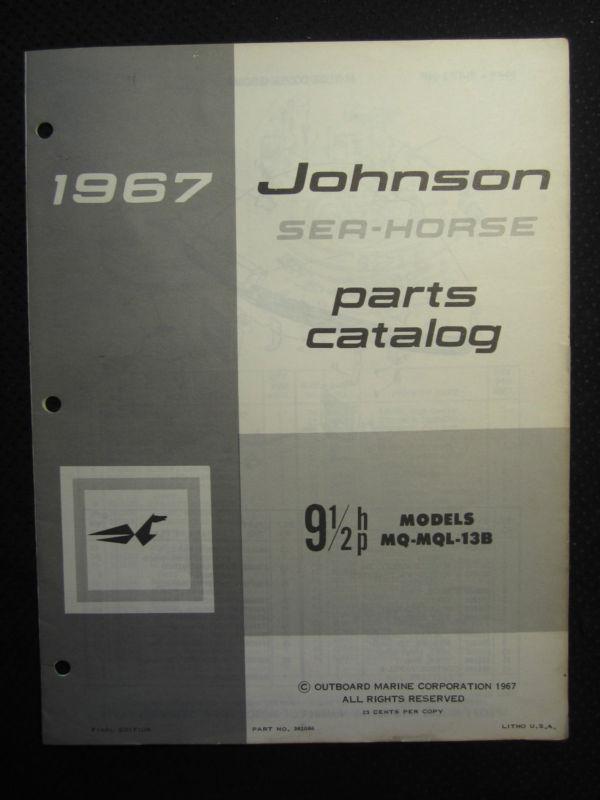 1967
Johnson
SEA-HORSE
parts
catalog
9 1/2 hp
MODELS
MQ-MQL-13B
© OUTBOARD MARINE CORPORATION 1967
ALL RIGHTS RESERVED
25 CENTS PER COPY
FINAL EDITION
PART NO.
LITHO U.S.A.